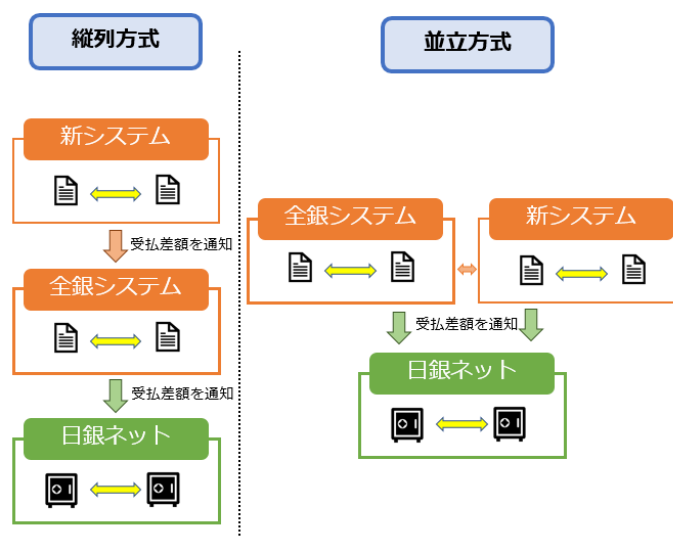 縦列方式
新システム
受払差額を通知
全銀システム
受払差額を通知
日銀ネット
並立方式
全銀システム
新システム
受払差額を通知
日銀ネット